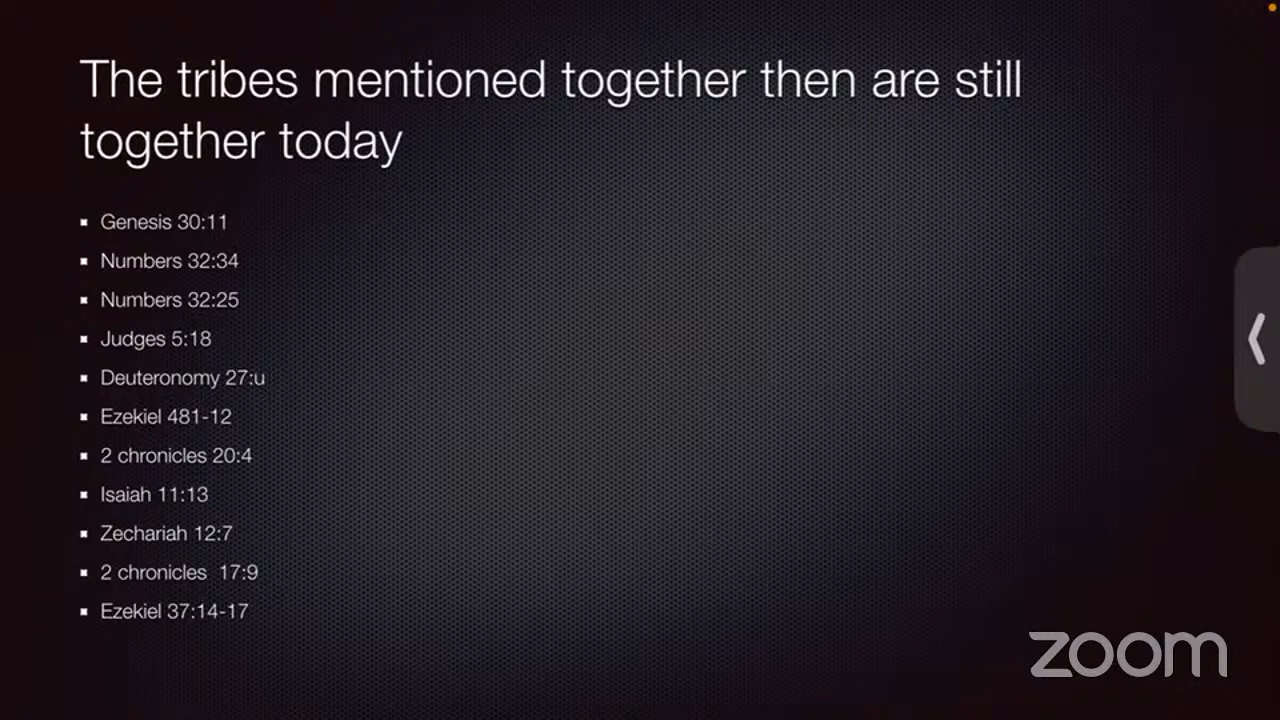 The tribes mentioned together then are still
together today
Genesis 30:11
Numbers 32:34
Numbers 32:25
Judges 5:18
Deuteronomy 27:u
Ezekiel 481-12
2 chronicles 20:4
Isaiah 11:13
Zechariah 12:7
2 chronicles  17:9
Ezekiel 37:14-17
zoom